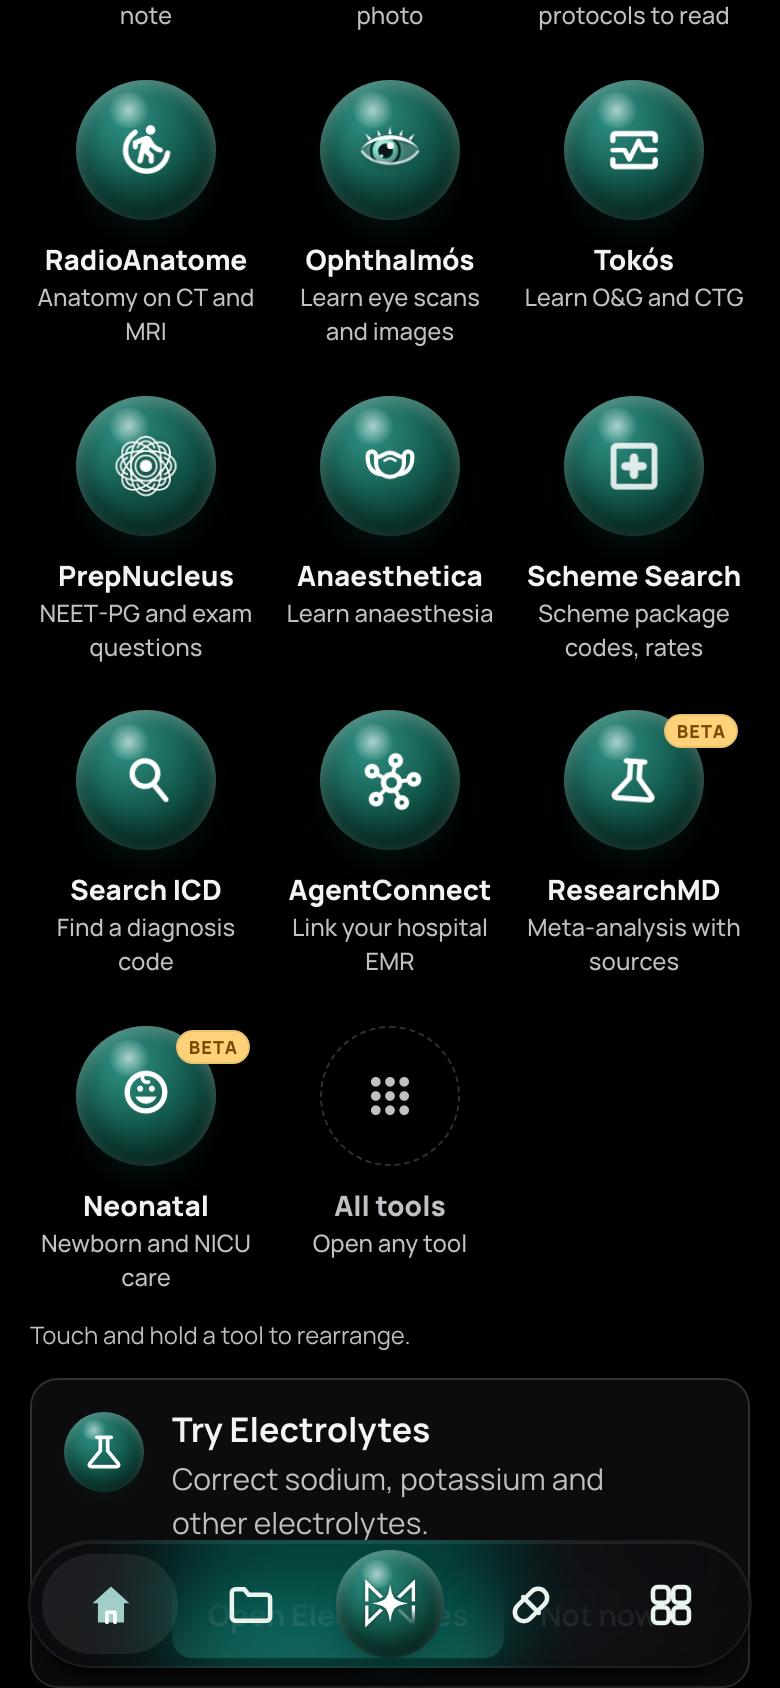 note photo protocols to read
RadioAnatome Ophthalmós Tokós
Anatomy on CT and Learn eye scans Learn O&G and CTG
MRI and images
PrepNucleus Anaesthetica Scheme Search
NEET-PG and exam Learn anaesthesia Scheme package
questions codes, rates
BETA
Search ICD AgentConnect ResearchMD
Find a diagnosis Link your hospital Meta-analysis with
code EMR sources
BETA
Neonatal All tools
Newborn and NICU Open any tool
care
Touch and hold a tool to rearrange.
Try Electrolytes
Correct sodium, potassium and
other electrolytes.
Not now